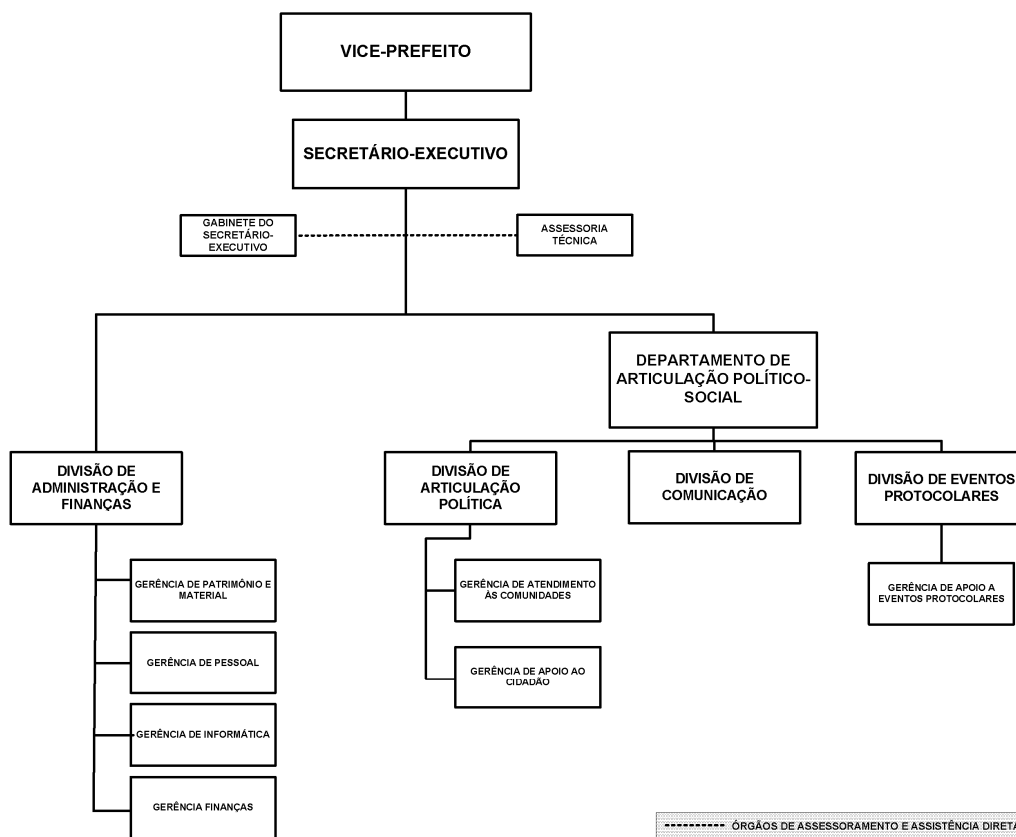 VICE-PREFEITO
SECRETÁRIO-EXECUTIVO
GABINETE DO
SECRETÁRIO-
EXECUTIVO
ASSESSORIA
TÉCNICA
DEPARTAMENTO DE
ARTICULAÇÃO POLÍTICO-
SOCIAL
DIVISÃO DE
ADMINISTRAÇÃO E
FINANÇAS
DIVISÃO DE
ARTICULAÇÃO
POLÍTICA
DIVISÃO DE
COMUNICAÇÃO
DIVISÃO DE EVENTOS
PROTOCOLARES
GERÊNCIA DE PATRIMÔNIO E
MATERIAL
GERÊNCIA DE PESSOAL
GERÊNCIA DE INFORMÁTICA
GERÊNCIA FINANÇAS
GERÊNCIA DE ATENDIMENTO
ÀS COMUNIDADES
GERÊNCIA DE APOIO AO
CIDADÃO
GERÊNCIA DE APOIO A
EVENTOS PROTOCOLARES
ÓRGÃOS DE ASSESSORAMENTO E ASSISTÊNCIA DIRETA